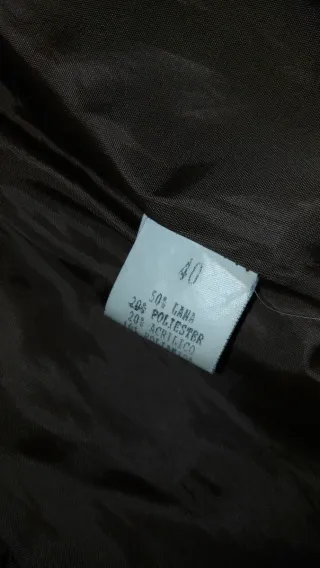 40
50% LANA
20% POLIESTER
20% ACRILICO